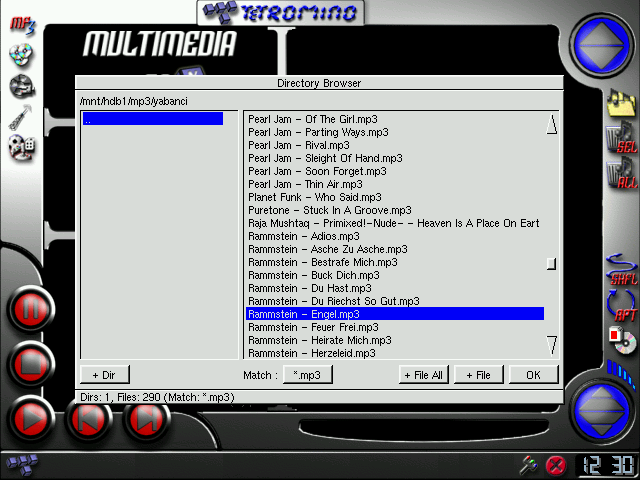 TETROMINO
MP3
MULTIMEDIA
Directory Browser
/mnt/hdb1/mp3/yabanci
..
Pearl Jam - Of The Girl.mp3
Pearl Jam - Parting Ways.mp3
Pearl Jam - Rival.mp3
Pearl Jam - Sleight Of Hand.mp3
Pearl Jam - Soon Forget.mp3
Pearl Jam - Thin Air.mp3
Planet Funk - Who Said.mp3
Puretone - Stuck In A Groove.mp3
Raja Mushtaq - Primixed!-Nude- - Heaven Is A Place On Eart
Rammstein - Adios.mp3
Rammstein - Asche Zu Asche.mp3
Rammstein - Bestrafe Mich.mp3
Rammstein - Buck Dich.mp3
Rammstein - Du Hast.mp3
Rammstein - Du Riechst So Gut.mp3
Rammstein - Engel.mp3
Rammstein - Feuer Frei.mp3
Rammstein - Heirate Mich.mp3
Rammstein - Herzeleid.mp3
+ Dir
Match :
*.mp3
+ File All
+ File
OK
Dirs: 1, Files: 290 (Match: *.mp3)
SEL
ALL
SHFL
RPT
12 30